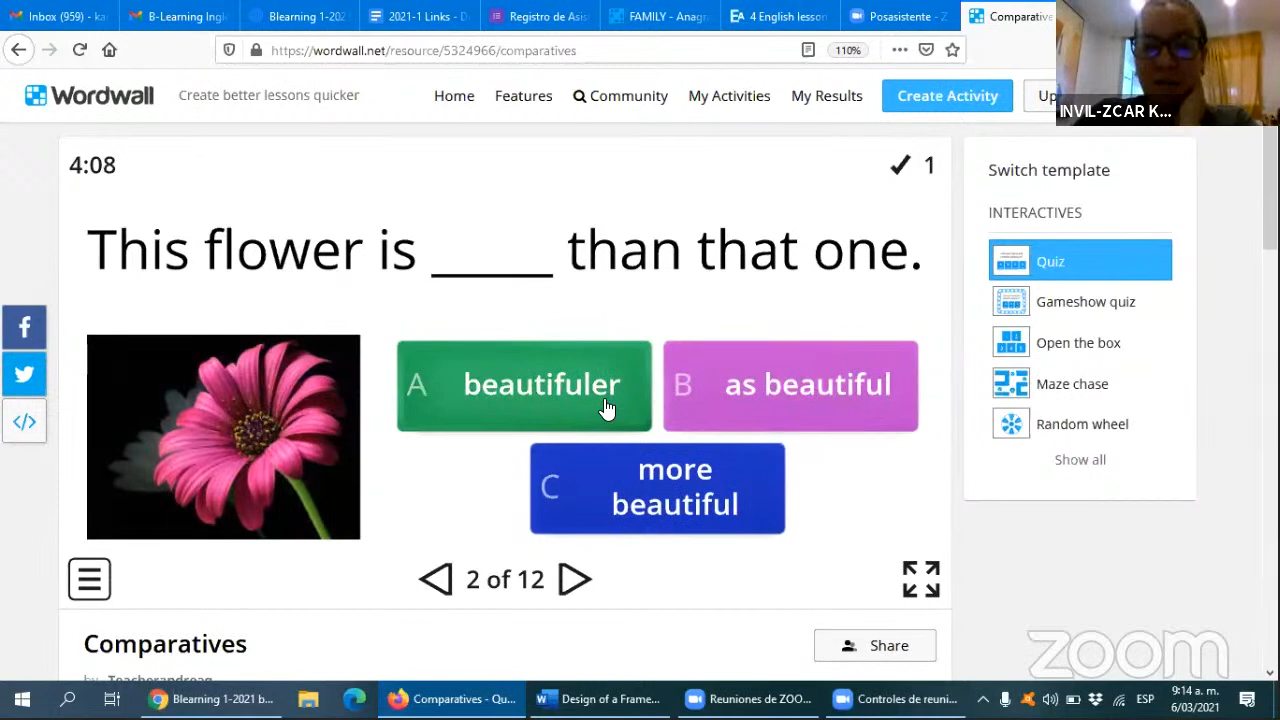 Inbox (959) - ka
B-Learning Ingl
Blearning 1-202
2021-1 Links - D
Registro de Asis
FAMILY - Anagr
EA 4 English lesson
Posasistente - Z
Comparative
https://wordwall.net/resource/5324966/comparatives
110%
Wordwall
Create better lessons quicker
Home
Features
Community
My Activities
My Results
Create Activity
Up
INVIL-ZCAR K...
4:08
1
This flower is _____ than that one.
A beautifuler
B as beautiful
C more
beautiful
2 of 12
Switch template
INTERACTIVES
Quiz
Gameshow quiz
Open the box
Maze chase
Random wheel
Show all
Comparatives
Share
by Teacherandrean
zoom
Blearning 1-2021 b...
Comparatives - Qu...
Design of a Frame...
Reuniones de ZOO...
Controles de reuni...
ESP
9:14 a. m.
6/03/2021